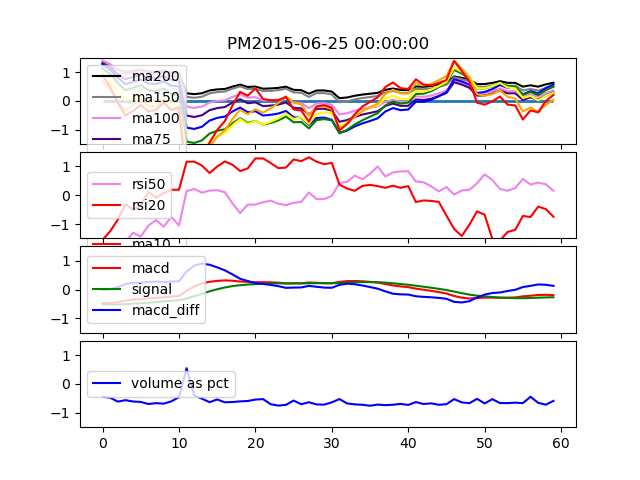 PM2015-06-25 00:00:00
1
0
−1
ma200
ma150
ma100
ma75
1
0
−1
rsi50
rsi20
ma10
1
0
−1
macd
signal
macd_diff
1
0
−1
volume as pct
0 10 20 30 40 50 60